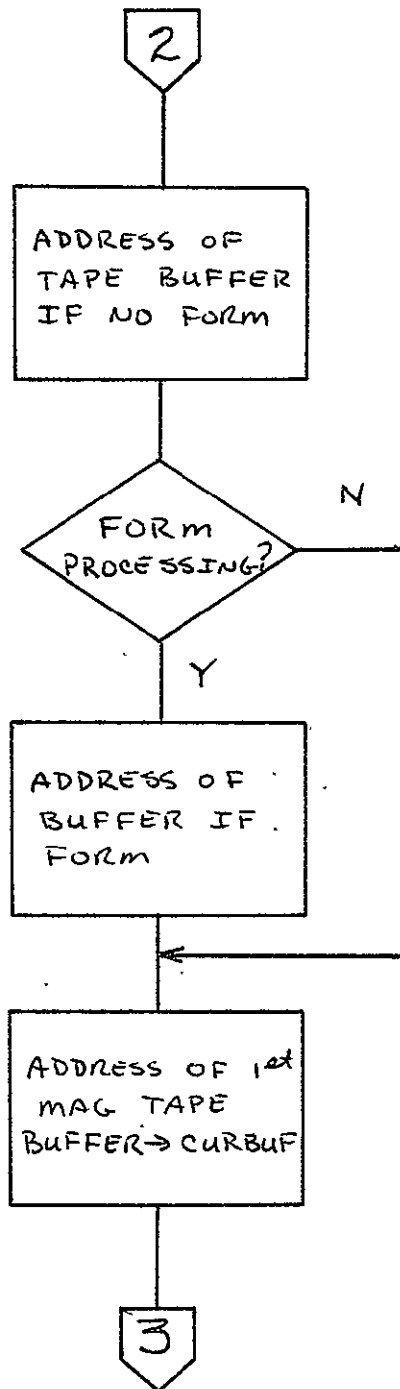 2
ADDRESS OF
TAPE BUFFER
IF NO FORM
FORM
PROCESSING?
N
Y
ADDRESS OF
BUFFER IF
FORM
ADDRESS OF 1st
MAG TAPE
BUFFER→CURBUF
3